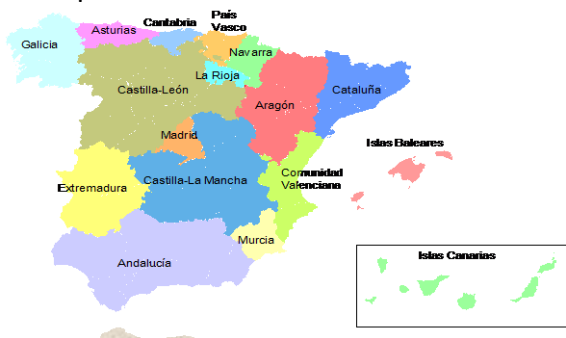 País
Vasco
Cantabria
Asturias
Galicia
Navarra
La Rioja
Castilla-León
Cataluña
Aragón
Madrid
Islas Baleares
Comunidad
Valenciana
Castilla-La Mancha
Extremadura
Murcia
Andalucía
Islas Canarias